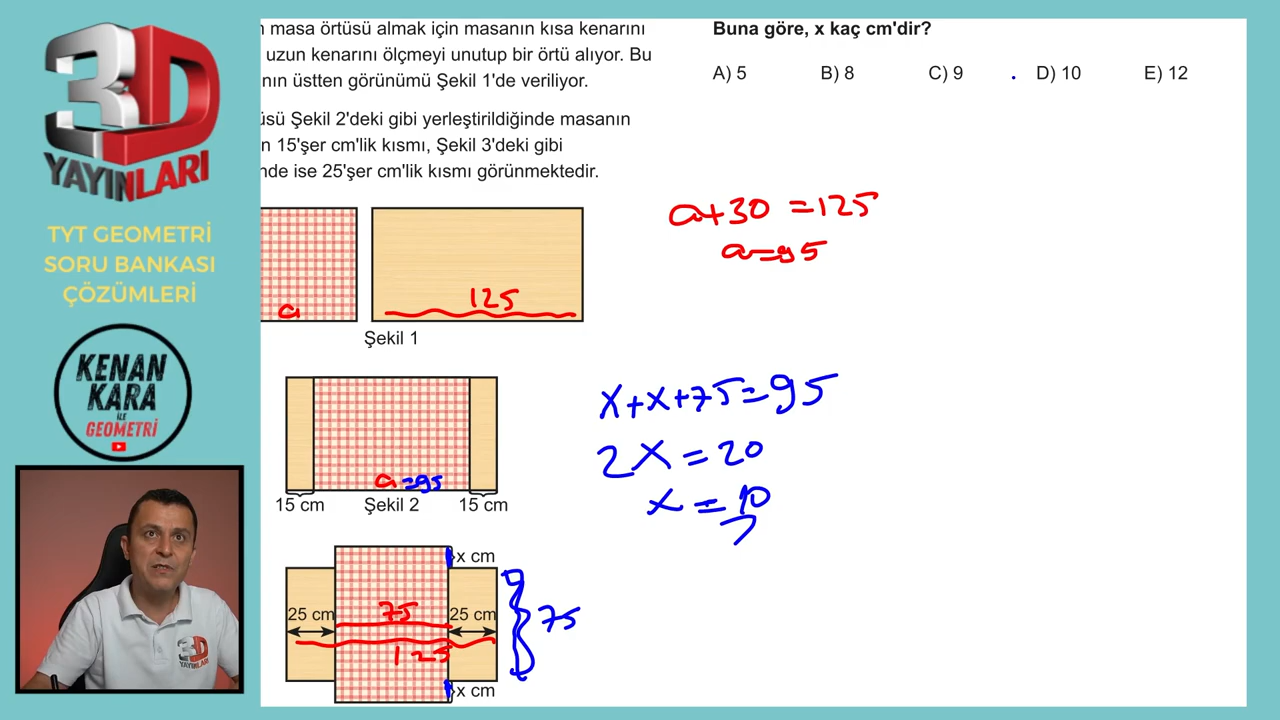 3D
YAYINLARI
TYT GEOMETRİ
SORU BANKASI
ÇÖZÜMLERİ
KENAN
KARA
İLE
GEOMETRİ
masa örtüsü almak için masanın kısa kenarını
uzun kenarını ölçmeyi unutup bir örtü alıyor. Bu
nın üstten görünümü Şekil 1'de veriliyor.
üsü Şekil 2'deki gibi yerleştirildiğinde masanın
n 15'şer cm'lik kısmı, Şekil 3'deki gibi
nde ise 25'şer cm'lik kısmı görünmektedir.
a
125
Şekil 1
a=95
15 cm
Şekil 2
15 cm
x cm
25 cm
75
25 cm
75
125
x cm
Buna göre, x kaç cm'dir?
A) 5 B) 8 C) 9 D) 10 E) 12
a+30=125
a=95
x+x+75=95
2x=20
x=10
3D
YAYINLARI